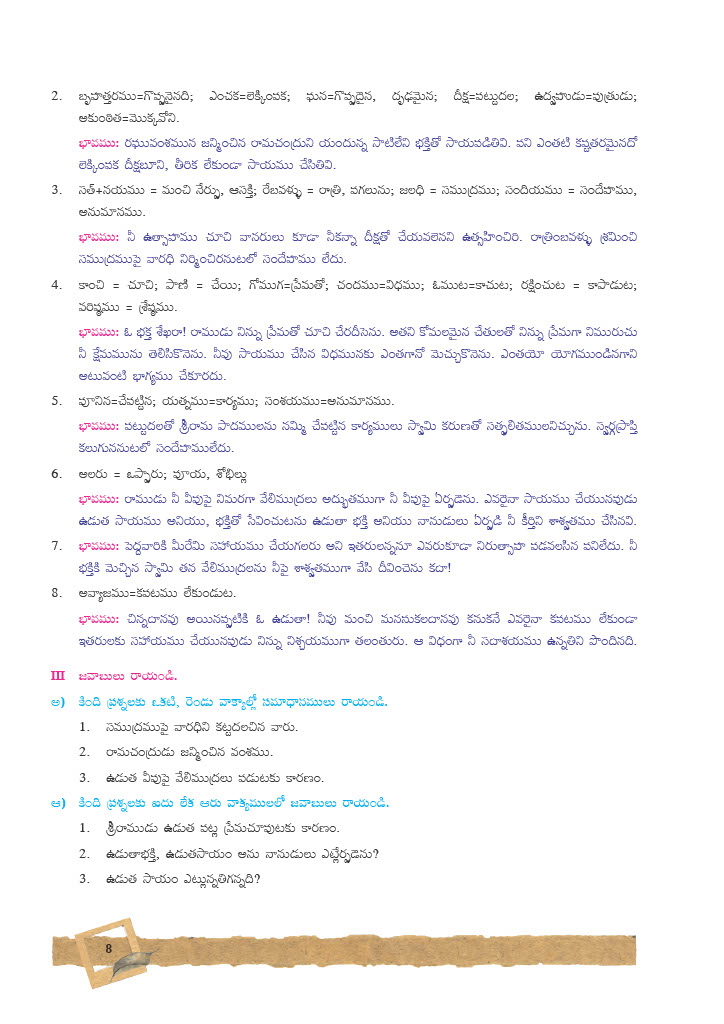 2. బృహత్తరము=గొప్పనైనది; ఎంచక=లెక్కింపక; ఘన=గొప్పదైన, దృఢమైన; దీక్ష=పట్టుదల; ఉద్వహుడు=పుత్రుడు;
అకుంఠిత=మొక్కవోని.
భావము: రఘువంశమున జన్మించిన రామచంద్రుని యందున్న సాటిలేని భక్తితో సాయపడితివి. పని ఎంతటి కష్టతరమైనదో
లెక్కింపక దీక్షబూని, తీరిక లేకుండా సాయము చేసితివి.
3. సత్+నయము = మంచి నేర్పు, ఆసక్తి; రేబవళ్ళు = రాత్రి, పగలును; జలధి = సముద్రము; సందియము = సందేహము,
అనుమానము.
భావము: నీ ఉత్సాహము చూచి వానరులు కూడా నీకన్నా దీక్షతో చేయవలెనని ఉత్సహించిరి. రాత్రింబవళ్ళు శ్రమించి
సముద్రముపై వారధి నిర్మించిరనుటలో సందేహము లేదు.
4. కాంచి = చూచి; పాణి = చేయి; గోముగ=ప్రేమతో; చందము=విధము; ఓముట=కాచుట; రక్షించుట = కాపాడుట;
వరిష్ఠము = శ్రేష్ఠము.
భావము: ఓ భక్త శేఖరా! రాముడు నిన్ను ప్రేమతో చూచి చేరదీసెను. అతని కోమలమైన చేతులతో నిన్ను ప్రేమగా నిమురుచు
నీ క్షేమమును తెలిసికొనెను. నీవు సాయము చేసిన విధమునకు ఎంతగానో మెచ్చుకొనెను. ఎంతయో యోగముండినగాని
అటువంటి భాగ్యము చేకూరదు.
5. పూనిన=చేపట్టిన; యత్నము=కార్యము; సంశయము=అనుమానము.
భావము: పట్టుదలతో శ్రీరామ పాదములను నమ్మి చేపట్టిన కార్యములు స్వామి కరుణతో సత్ఫలితములనిచ్చును. స్వర్గప్రాప్తి
కలుగుననుటలో సందేహములేదు.
6. అలరు = ఒప్పారు; పూయ, శోభిల్లు
భావము: రాముడు నీ వీపుపై నిమరగా వేలిముద్రలు అద్భుతముగా నీ వీపుపై ఏర్పడెను. ఎవరైనా సాయము చేయునపుడు
ఉడుత సాయము అనియు, భక్తితో సేవించుటను ఉడుతా భక్తి అనియు నానుడులు ఏర్పడి నీ కీర్తిని శాశ్వతము చేసినవి.
7. భావము: పెద్దవారికి మీరేమి సహాయము చేయగలరు అని ఇతరులన్ననూ ఎవరుకూడా నిరుత్సాహ పడవలసిన పనిలేదు. నీ
భక్తికి మెచ్చిన స్వామి తన వేలిముద్రలను నీపై శాశ్వతముగా వేసి దీవించెను కదా!
8. అవ్యాజము=కపటము లేకుండుట.
భావము: చిన్నదానవు అయినప్పటికి ఓ ఉడుతా! నీవు మంచి మనసుకలదానవు కనుకనే ఎవరైనా కపటము లేకుండా
ఇతరులకు సహాయము చేయునపుడు నిన్ను నిశ్చయముగా తలంతురు. ఆ విధంగా నీ సదాశయము ఉన్నతిని పొందినది.
III జవాబులు రాయండి.
అ) కింది ప్రశ్నలకు ఒకటి, రెండు వాక్యాల్లో సమాధానములు రాయండి.
1. సముద్రముపై వారధిని కట్టదలచిన వారు.
2. రామచంద్రుడు జన్మించిన వంశము.
3. ఉడుత వీపుపై వేలిముద్రలు పడుటకు కారణం.
ఆ) కింది ప్రశ్నలకు ఐదు లేక ఆరు వాక్యములలో జవాబులు రాయండి.
1. శ్రీరాముడు ఉడుత పట్ల ప్రేమచూపుటకు కారణం.
2. ఉడుతాభక్తి, ఉడుతసాయం అను నానుడులు ఎట్లేర్పడెను?
3. ఉడుత సాయం ఎట్లున్నతిగన్నది?
8